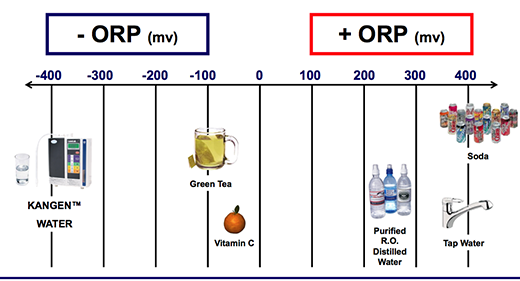 - ORP (mv)
+ ORP (mv)
-400 -300 -200 -100 0 100 200 300 400
Soda
Green Tea
KANGEN™
WATER
Vitamin C
Purified
R.O.
Distilled
Water
Tap Water